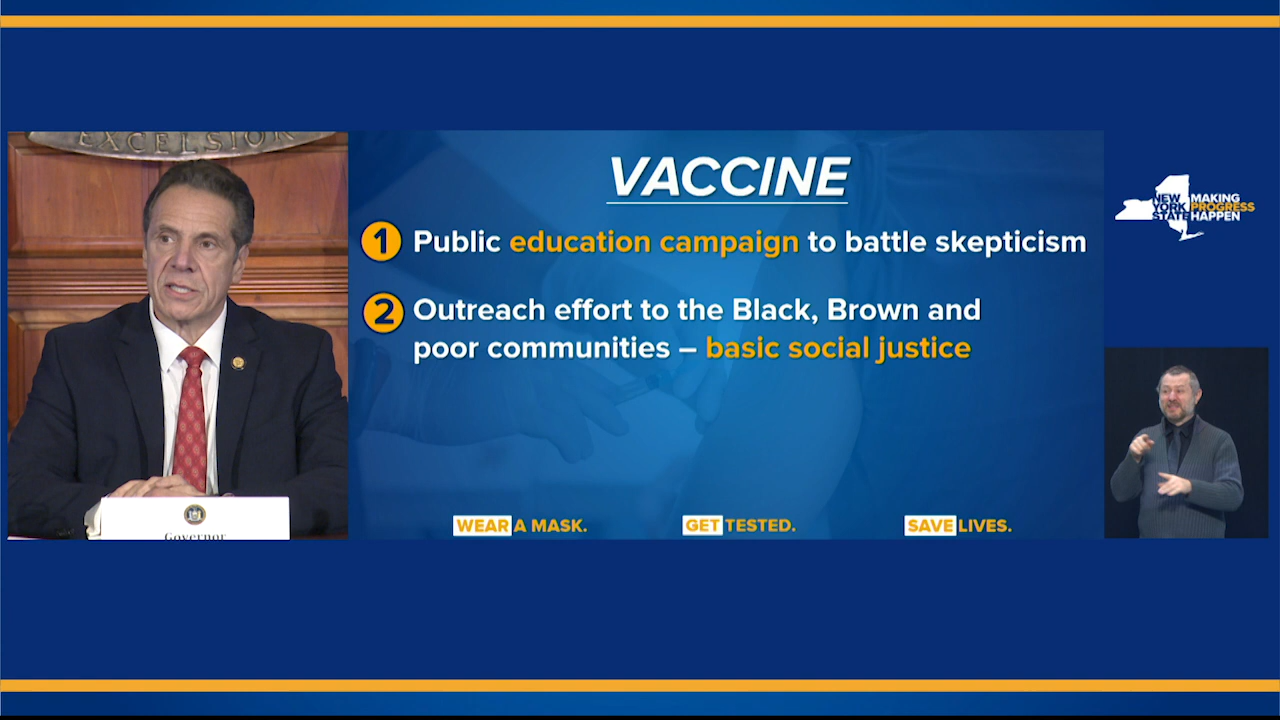 EXCELSIOR
VACCINE
1 Public education campaign to battle skepticism
2 Outreach effort to the Black, Brown and
poor communities – basic social justice
WEAR A MASK. GET TESTED. SAVE LIVES.
Governor
NEW
YORK
STATE
MAKING
PROGRESS
HAPPEN